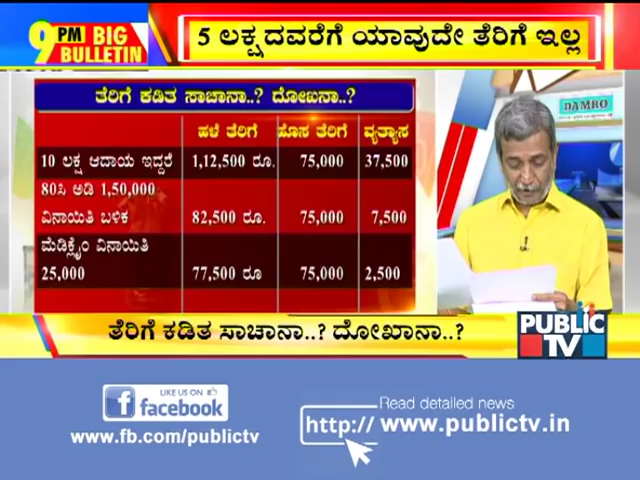 9 PM BIG BULLETIN
5 ಲಕ್ಷದವರೆಗೆ ಯಾವುದೇ ತೆರಿಗೆ ಇಲ್ಲ
ತೆರಿಗೆ ಕಡಿತ ಸಾಚಾನಾ..? ದೋಖನಾ..?
ಹಳೆ ತೆರಿಗೆ ಹೊಸ ತೆರಿಗೆ ವ್ಯತ್ಯಾಸ
10 ಲಕ್ಷ ಆದಾಯ ಇದ್ದರೆ 1,12,500 ರೂ. 75,000 37,500
80ಸಿ ಅಡಿ 1,50,000
ವಿನಾಯಿತಿ ಬಳಿಕ 82,500 ರೂ. 75,000 7,500
ಮೆಡಿಕ್ಲೈಂ ವಿನಾಯಿತಿ
25,000 77,500 ರೂ 75,000 2,500
DAMRO
ತೆರಿಗೆ ಕಡಿತ ಸಾಚಾನಾ..? ದೋಖಾನಾ..?
PUBLIC TV
LIKE US ON
facebook
www.fb.com/publictv
Read detailed news
http:// www.publictv.in